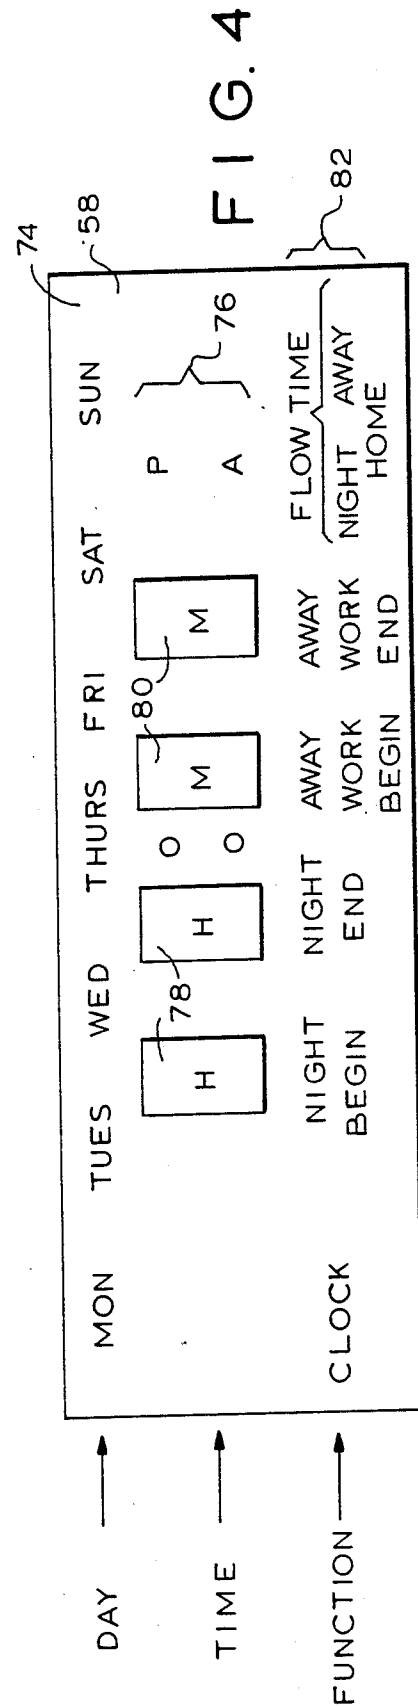 FIG. 4
74
58
DAY MON TUES WED THURS FRI SAT SUN
78 80 76
TIME H H O O M M P
A
82
FUNCTION CLOCK NIGHT BEGIN NIGHT END AWAY WORK BEGIN AWAY WORK END FLOW TIME
NIGHT AWAY
HOME